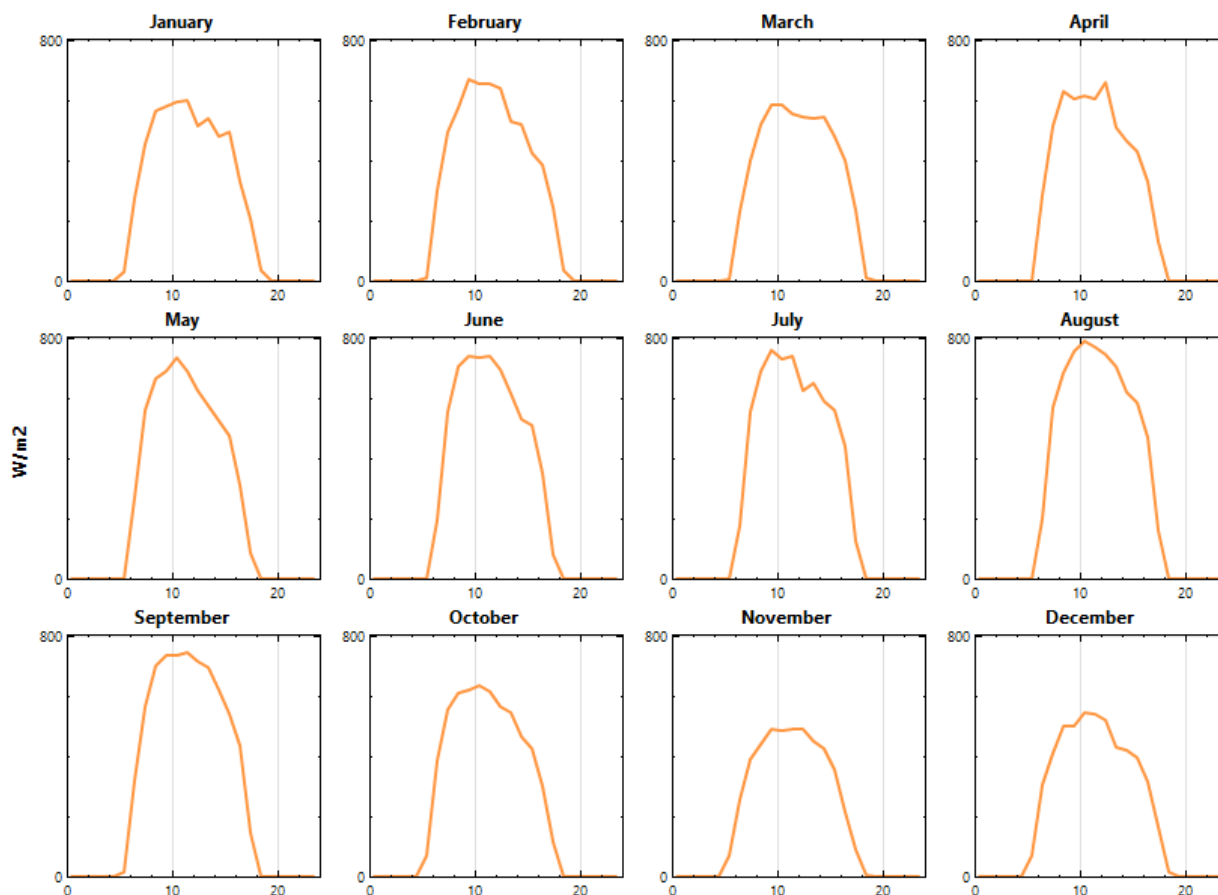 January February March April
800 800 800 800
0 0 0 0
0 10 20 0 10 20 0 10 20 0 10 20
May June July August
800 800 800 800
W/m2
0 0 0 0
0 10 20 0 10 20 0 10 20 0 10 20
September October November December
800 800 800 800
0 0 0 0
0 10 20 0 10 20 0 10 20 0 10 20